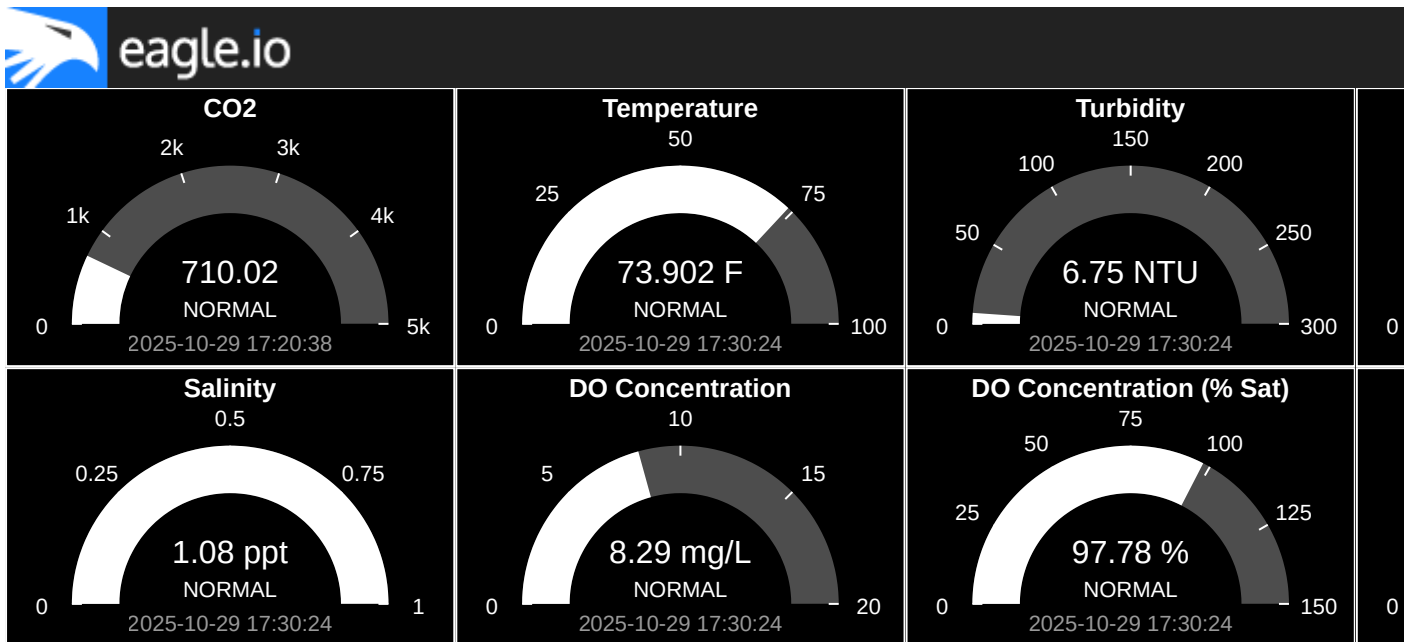 eagle.io
CO2
2k
3k
1k
4k
710.02
NORMAL
0
5k
2025-10-29 17:20:38
Temperature
50
25
75
73.902 F
NORMAL
0
100
2025-10-29 17:30:24
Turbidity
150
100
200
50
250
6.75 NTU
NORMAL
0
300
2025-10-29 17:30:24
0
Salinity
0.5
0.25
0.75
1.08 ppt
NORMAL
0
1
2025-10-29 17:30:24
DO Concentration
10
5
15
8.29 mg/L
NORMAL
0
20
2025-10-29 17:30:24
DO Concentration (% Sat)
75
50
100
25
125
97.78 %
NORMAL
0
150
2025-10-29 17:30:24
0